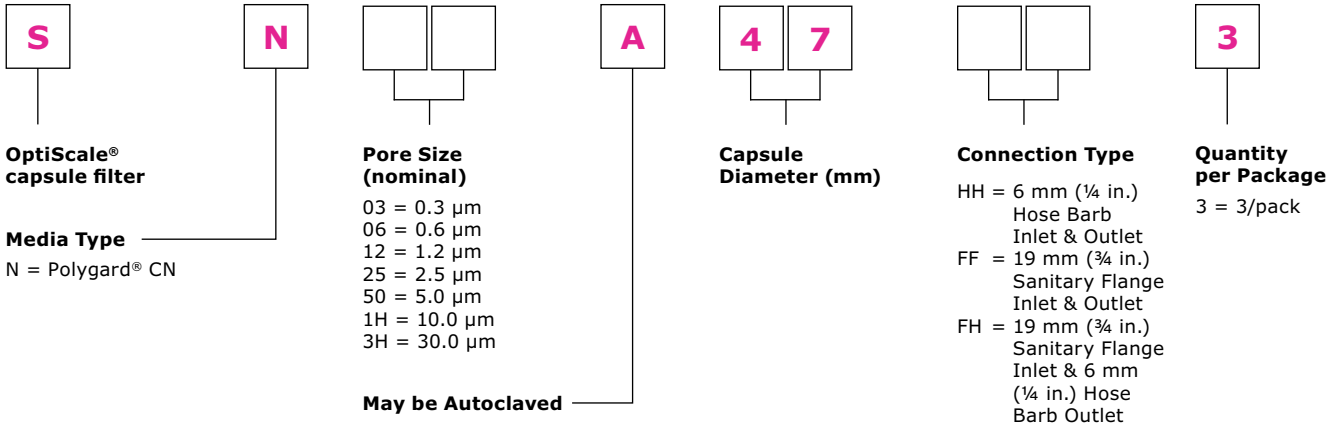 S N A 4 7 3
OptiScale®
capsule filter
Media Type
N = Polygard® CN
Pore Size
(nominal)
03 = 0.3 µm
06 = 0.6 µm
12 = 1.2 µm
25 = 2.5 µm
50 = 5.0 µm
1H = 10.0 µm
3H = 30.0 µm
May be Autoclaved
Capsule
Diameter (mm)
Connection Type
HH = 6 mm (¼ in.)
Hose Barb
Inlet & Outlet
FF = 19 mm (¾ in.)
Sanitary Flange
Inlet & Outlet
FH = 19 mm (¾ in.)
Sanitary Flange
Inlet & 6 mm
(¼ in.) Hose
Barb Outlet
Quantity
per Package
3 = 3/pack